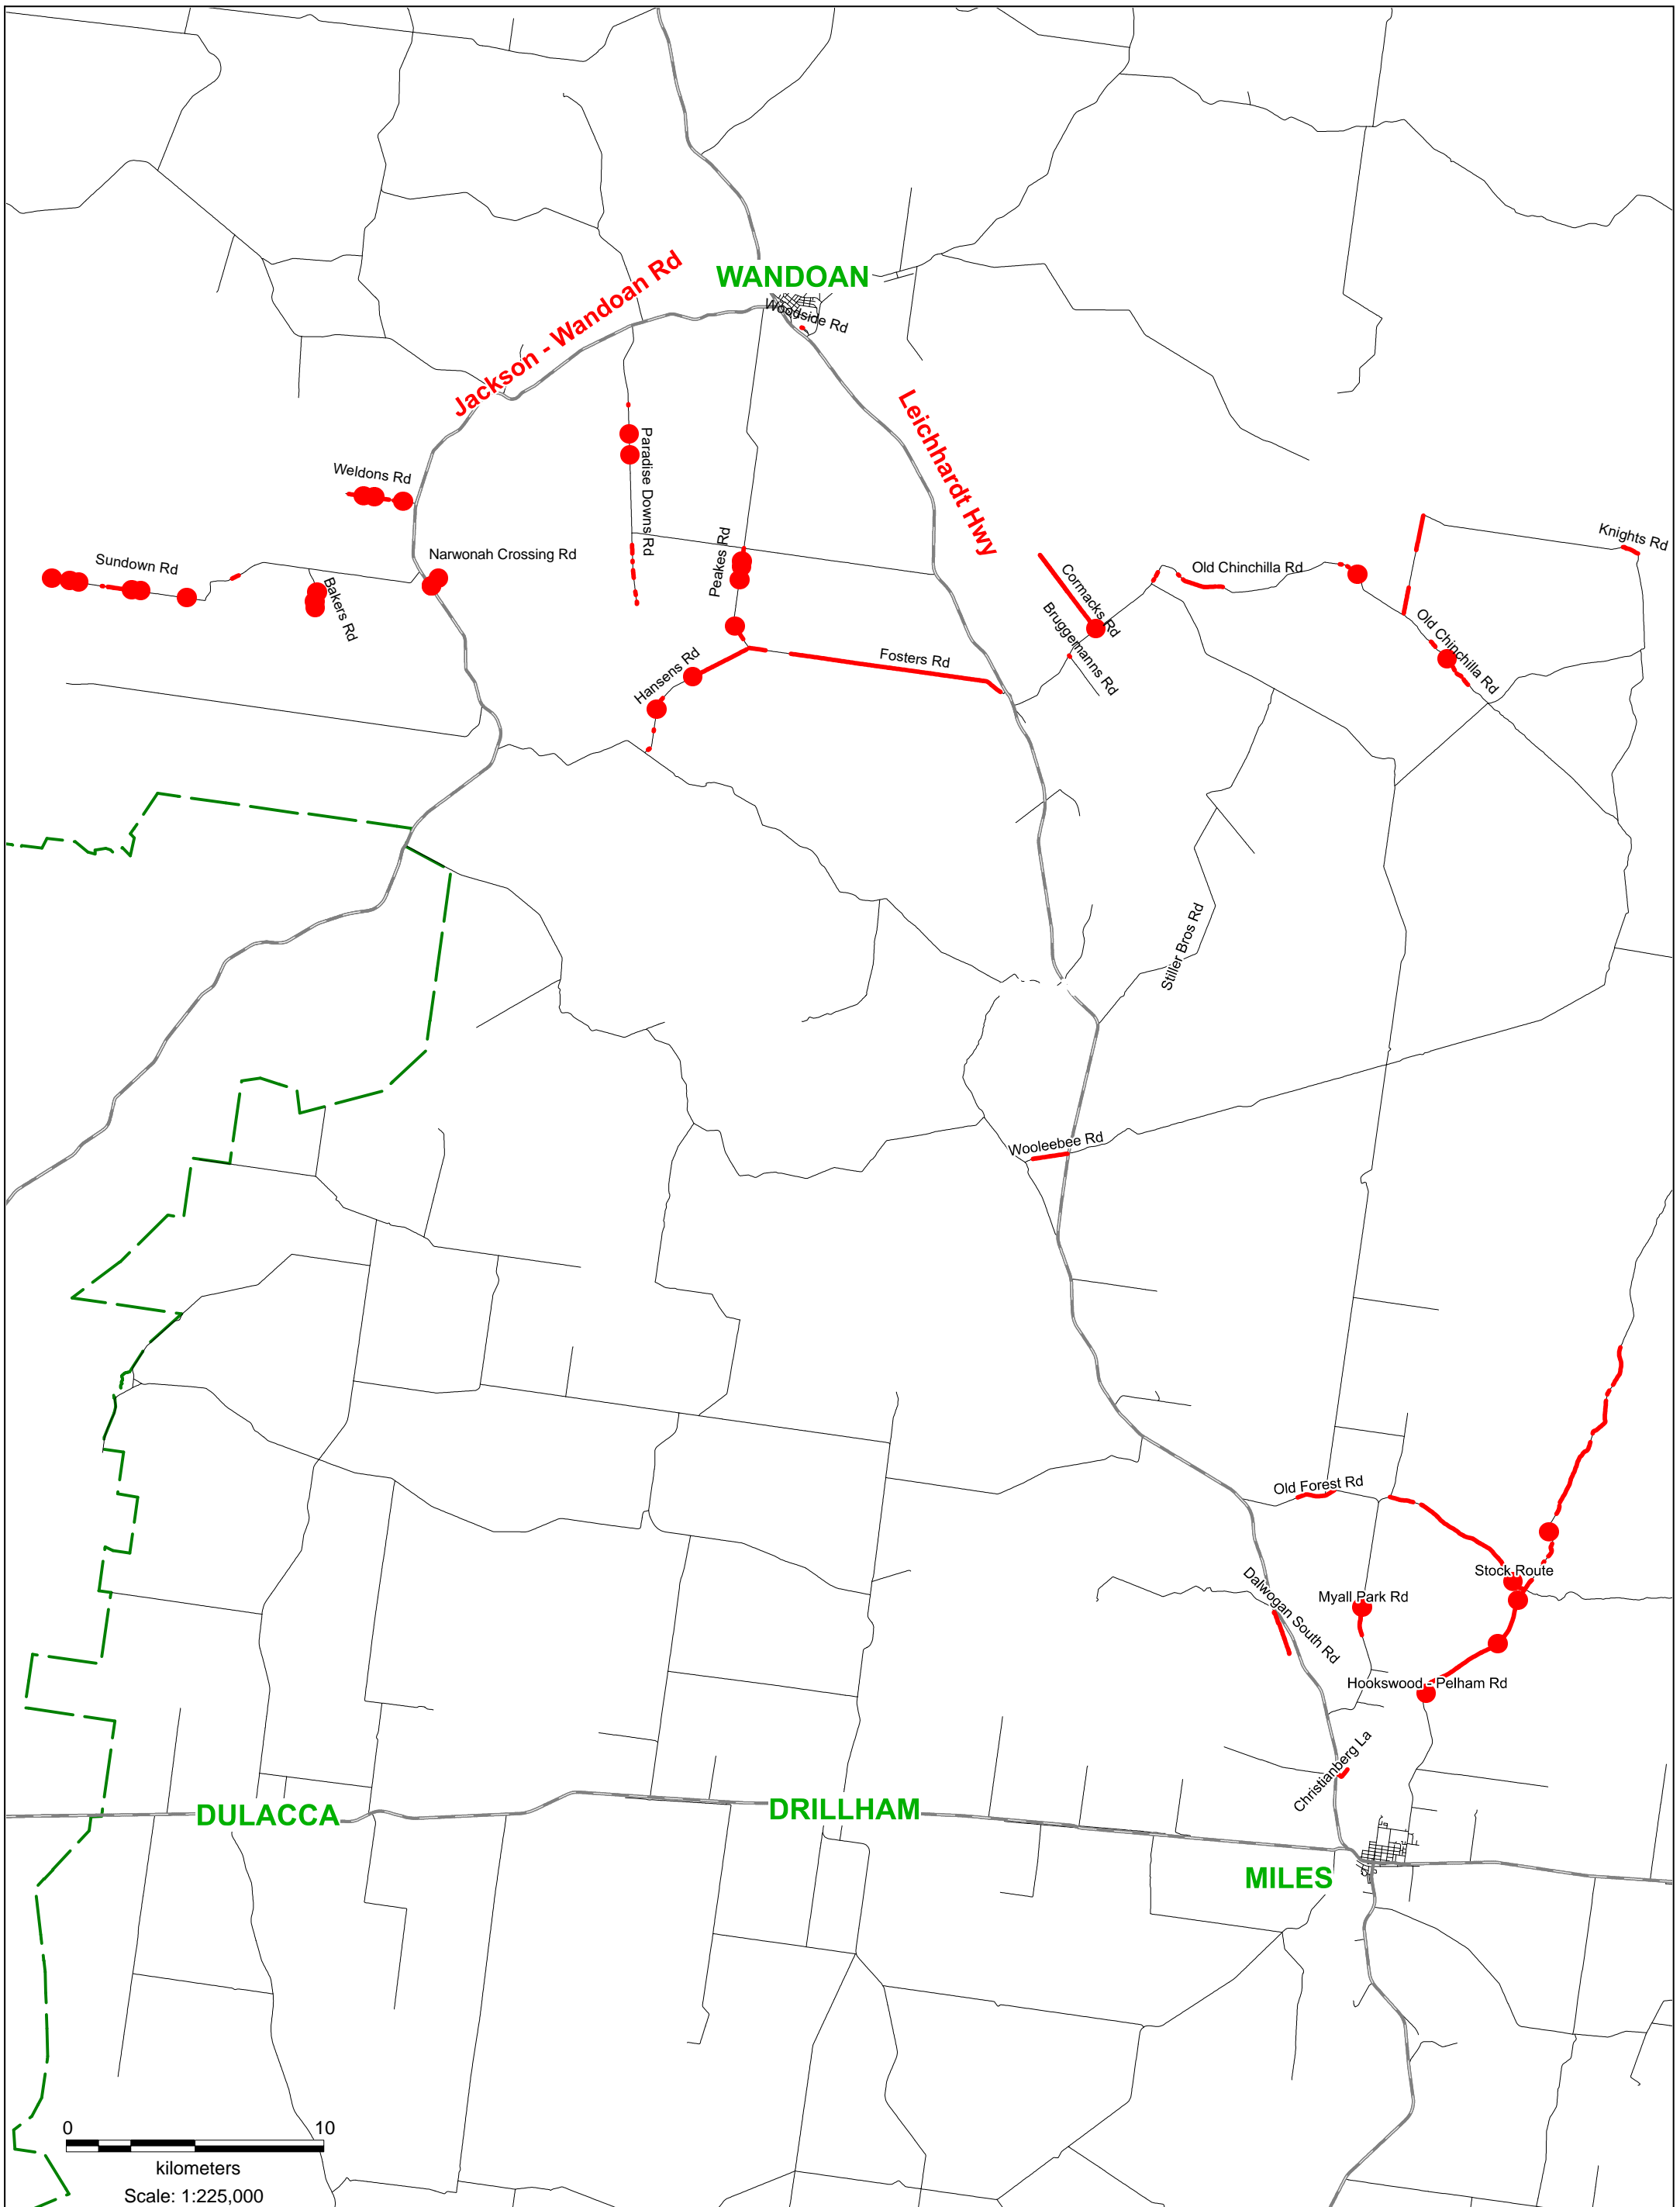 WANDOAN
Woodside Rd
Jackson - Wandoan Rd
Leichhardt Hwy
Paradise Downs Rd
Weldons Rd
Knights Rd
Narwonah Crossing Rd
Sundown Rd
Peakes Rd
Old Chinchilla Rd
Cormacks Rd
Bakers Rd
Bruggemanns Rd
Old Chinchilla Rd
Fosters Rd
Hansens Rd
Stiller Bros Rd
Wooleebee Rd
Old Forest Rd
Stock Route
Dalwogan South Rd
Myall Park Rd
Hookswood - Pelham Rd
Christianberg La
DULACCA
DRILLHAM
MILES
0 10
kilometers
Scale: 1:225,000